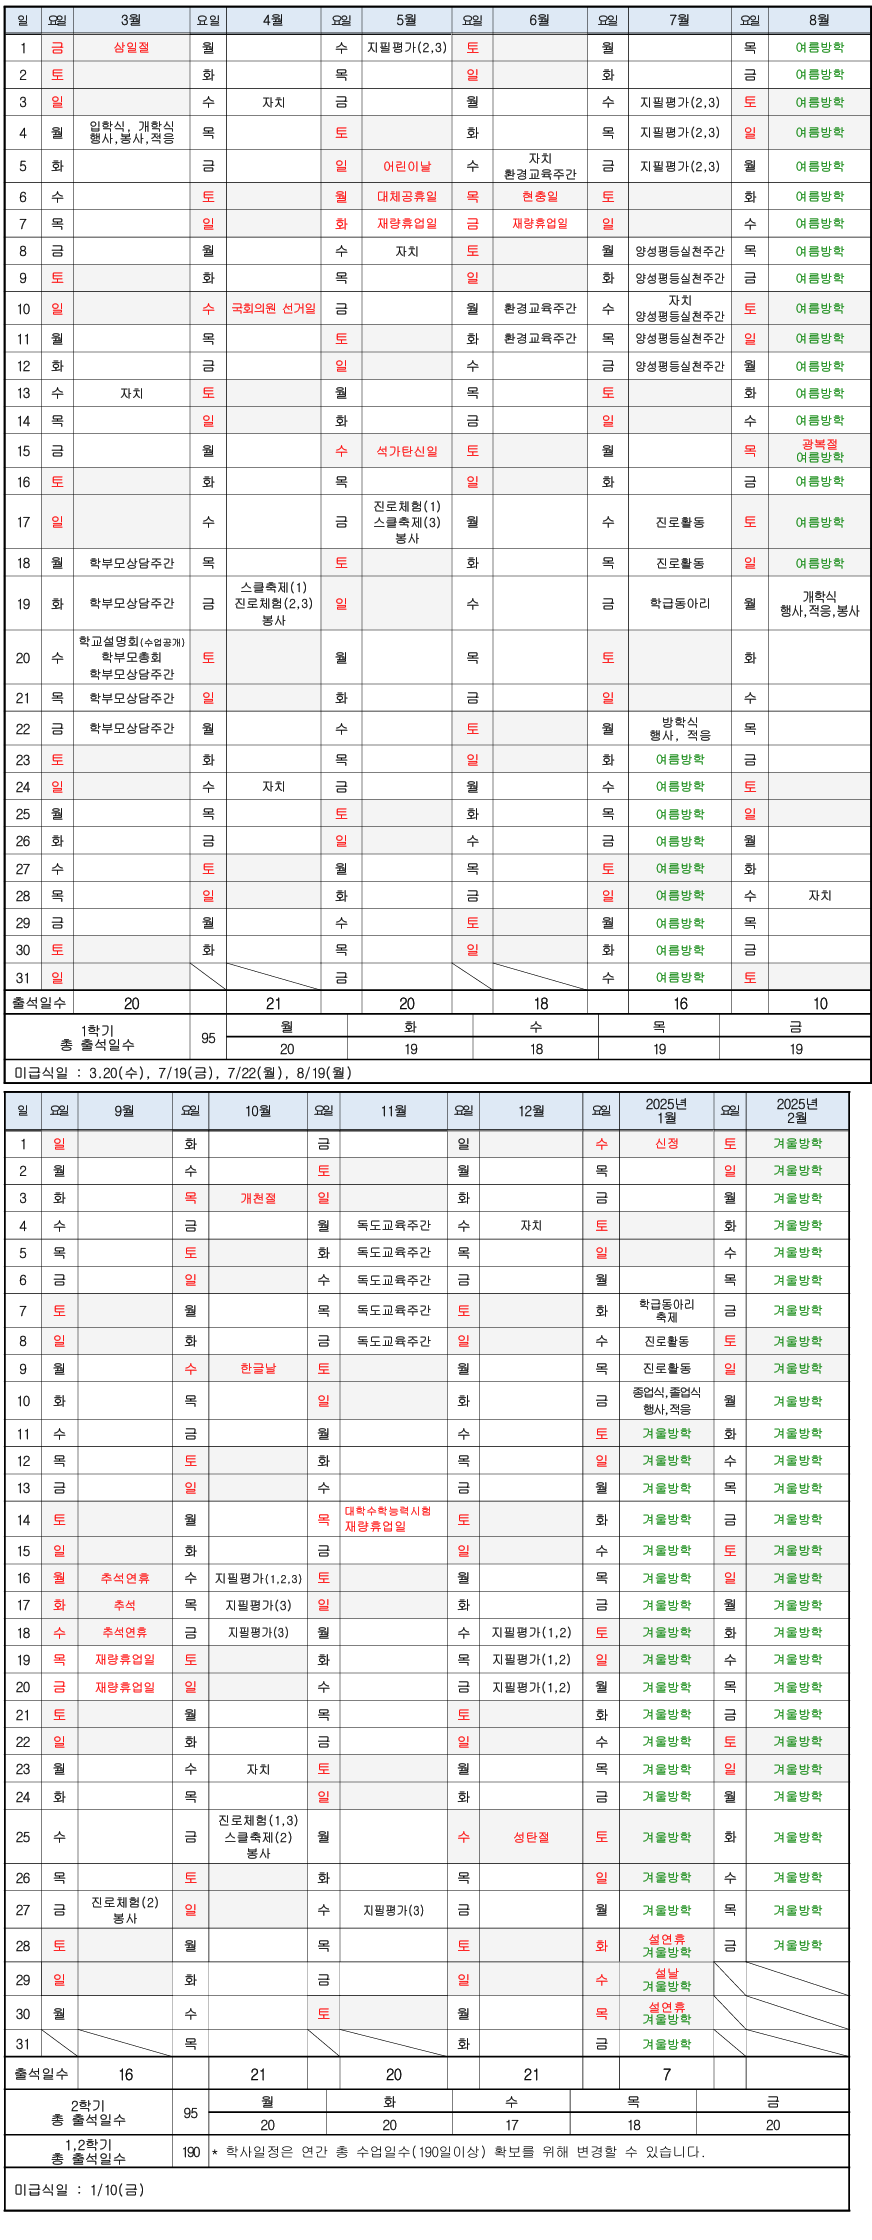 일 요일 3월 요일 4월 요일 5월 요일 6월 요일 7월 요일 8월
1 금 삼일절 월 수 지필평가(2,3) 토 월 목 여름방학
2 토 화 목 일 화 금 여름방학
3 일 수 자치 금 월 수 지필평가(2,3) 토 여름방학
4 월 입학식, 개학식 목 토 화 목 지필평가(2,3) 일 여름방학
행사,봉사,적응
5 화 금 일 어린이날 수 자치 금 지필평가(2,3) 월 여름방학
환경교육주간
6 수 토 월 대체공휴일 목 현충일 토 화 여름방학
7 목 일 화 재량휴업일 금 재량휴업일 일 수 여름방학
8 금 월 수 자치 토 월 양성평등실천주간 목 여름방학
9 토 화 목 일 화 양성평등실천주간 금 여름방학
10 일 수 국회의원 선거일 금 월 환경교육주간 수 자치 토 여름방학
양성평등실천주간
11 월 목 토 화 환경교육주간 목 양성평등실천주간 일 여름방학
12 화 금 일 수 금 양성평등실천주간 월 여름방학
13 수 자치 토 월 목 토 화 여름방학
14 목 일 화 금 일 수 여름방학
15 금 월 수 석가탄신일 토 월 목 광복절
여름방학
16 토 화 목 일 화 금 여름방학
17 일 수 금 진로체험(1) 월 수 진로활동 토 여름방학
스클축제(3)
봉사
18 월 학부모상담주간 목 토 화 목 진로활동 일 여름방학
19 화 학부모상담주간 금 스클축제(1) 일 수 금 학급동아리 월 개학식
진로체험(2,3) 행사,적응,봉사
봉사
20 수 학교설명회(수업공개) 토 월 목 토 화
학부모총회
학부모상담주간
21 목 학부모상담주간 일 화 금 일 수
22 금 학부모상담주간 월 수 토 월 방학식 목
행사, 적응
23 토 화 목 일 화 여름방학 금
24 일 수 자치 금 월 수 여름방학 토
25 월 목 토 화 목 여름방학 일
26 화 금 일 수 금 여름방학 월
27 수 토 월 목 토 여름방학 화
28 목 일 화 금 일 여름방학 수 자치
29 금 월 수 토 월 여름방학 목
30 토 화 목 일 화 여름방학 금
31 일 금 수 여름방학 토
출석일수 20 21 20 18 16 10
1학기 95 월 화 수 목 금
총 출석일수 20 19 18 19 19
미급식일 : 3.20(수), 7/19(금), 7/22(월), 8/19(월)
일 요일 9월 요일 10월 요일 11월 요일 12월 요일 2025년 요일 2025년
1월 2월
1 일 화 금 일 수 신정 토 겨울방학
2 월 수 토 월 목 일 겨울방학
3 화 목 개천절 일 화 금 월 겨울방학
4 수 금 월 독도교육주간 수 자치 토 화 겨울방학
5 목 토 화 독도교육주간 목 일 수 겨울방학
6 금 일 수 독도교육주간 금 월 목 겨울방학
7 토 월 목 독도교육주간 토 화 학급동아리 금 겨울방학
축제
8 일 화 금 독도교육주간 일 수 진로활동 토 겨울방학
9 월 수 한글날 토 월 목 진로활동 일 겨울방학
10 화 목 일 화 금 종업식,졸업식 월 겨울방학
행사,적응
11 수 금 월 수 토 겨울방학 화 겨울방학
12 목 토 화 목 일 겨울방학 수 겨울방학
13 금 일 수 금 월 겨울방학 목 겨울방학
14 토 월 목 대학수학능력시험 토 화 겨울방학 금 겨울방학
재량휴업일
15 일 화 금 일 수 겨울방학 토 겨울방학
16 월 추석연휴 수 지필평가(1,2,3) 토 월 목 겨울방학 일 겨울방학
17 화 추석 목 지필평가(3) 일 화 금 겨울방학 월 겨울방학
18 수 추석연휴 금 지필평가(3) 월 수 지필평가(1,2) 토 겨울방학 화 겨울방학
19 목 재량휴업일 토 화 목 지필평가(1,2) 일 겨울방학 수 겨울방학
20 금 재량휴업일 일 수 금 지필평가(1,2) 월 겨울방학 목 겨울방학
21 토 월 목 토 화 겨울방학 금 겨울방학
22 일 화 금 일 수 겨울방학 토 겨울방학
23 월 수 자치 토 월 목 겨울방학 일 겨울방학
24 화 목 일 화 금 겨울방학 월 겨울방학
25 수 금 진로체험(1,3) 월 수 성탄절 토 겨울방학 화 겨울방학
스클축제(2)
봉사
26 목 토 화 목 일 겨울방학 수 겨울방학
27 금 진로체험(2) 일 수 지필평가(3) 금 월 겨울방학 목 겨울방학
봉사
28 토 월 목 토 화 설연휴 금 겨울방학
겨울방학
29 일 화 금 일 수 설날
겨울방학
30 월 수 토 월 목 설연휴
겨울방학
31 목 화 금 겨울방학
출석일수 16 21 20 21 7
2학기 95 월 화 수 목 금
총 출석일수 20 20 17 18 20
1,2학기 190 * 학사일정은 연간 총 수업일수(190일이상) 확보를 위해 변경할 수 있습니다.
총 출석일수
미급식일 : 1/10(금)